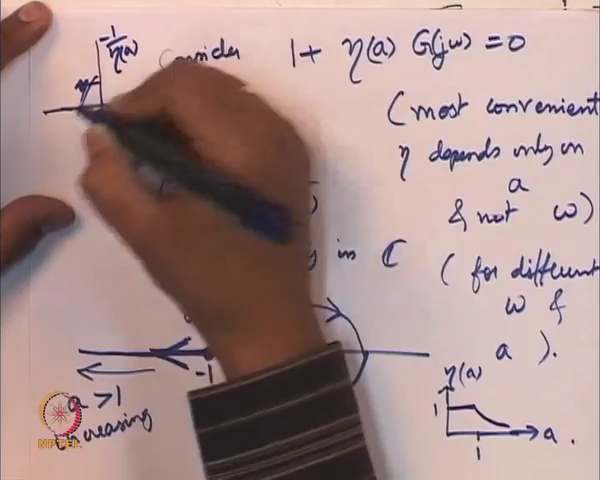 -1/η(a)
Consider 1 + η(a) G(jω) = 0
(most convenient
η depends only on
a
& not ω)
in ℂ
(for different
ω &
a).
-1
a > 1
increasing
η(a)
1
a.
1
NPTEL